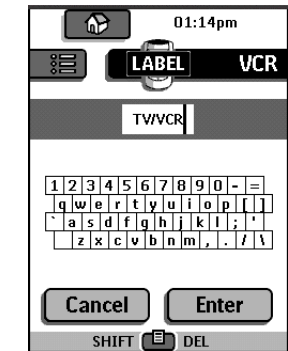 01:14pm
LABEL VCR
TV/VCR
1 2 3 4 5 6 7 8 9 0 - =
q w e r t y u i o p [ ]
` a s d f g h j k l ; '
z x c v b n m , . / \
Cancel Enter
SHIFT DEL